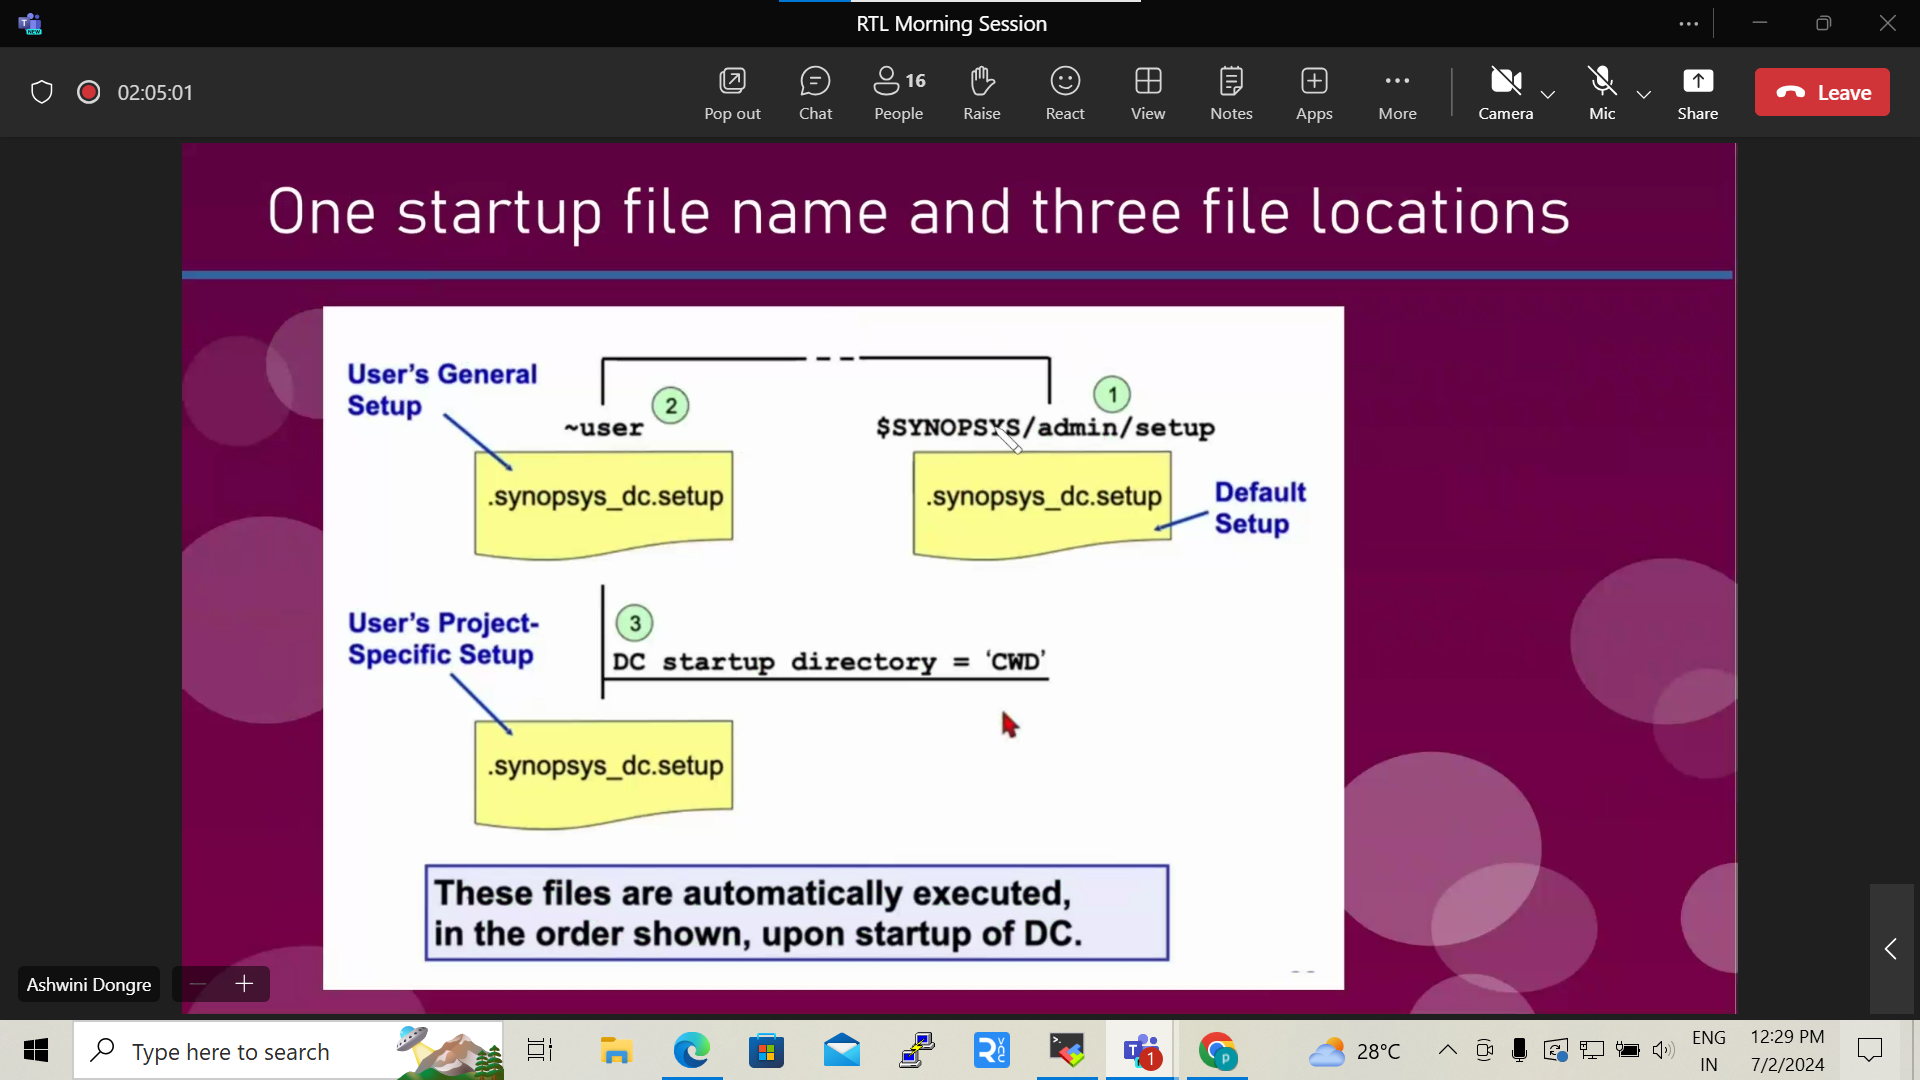 RTL Morning Session
02:05:01
Pop out
Chat
16
People
Raise
React
View
Notes
Apps
More
Camera
Mic
Share
Leave
One startup file name and three file locations
User's General
Setup
2
~user
.synopsys_dc.setup
1
$SYNOPSYS/admin/setup
.synopsys_dc.setup
Default
Setup
User's Project-
Specific Setup
3
DC startup directory = 'CWD'
.synopsys_dc.setup
These files are automatically executed,
in the order shown, upon startup of DC.
Ashwini Dongre
Type here to search
1
28°C
ENG
IN
12:29 PM
7/2/2024